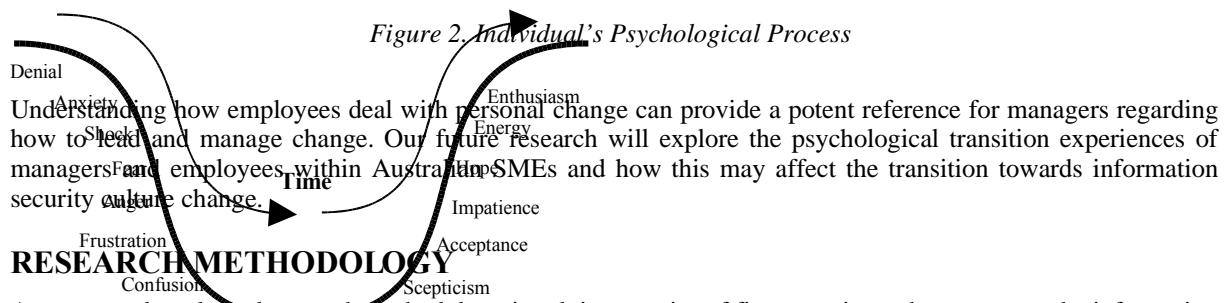 Figure 2. Individual's Psychological Process
Denial
Anxiety
Shock
Fear
Anger
Frustration
Confusion
Time
Enthusiasm
Energy
Hope
Impatience
Acceptance
Scepticism
Understanding how employees deal with personal change can provide a potent reference for managers regarding
how to lead and manage change. Our future research will explore the psychological transition experiences of
managers and employees within Australian SMEs and how this may affect the transition towards information
security culture change.
RESEARCH METHODOLOGY